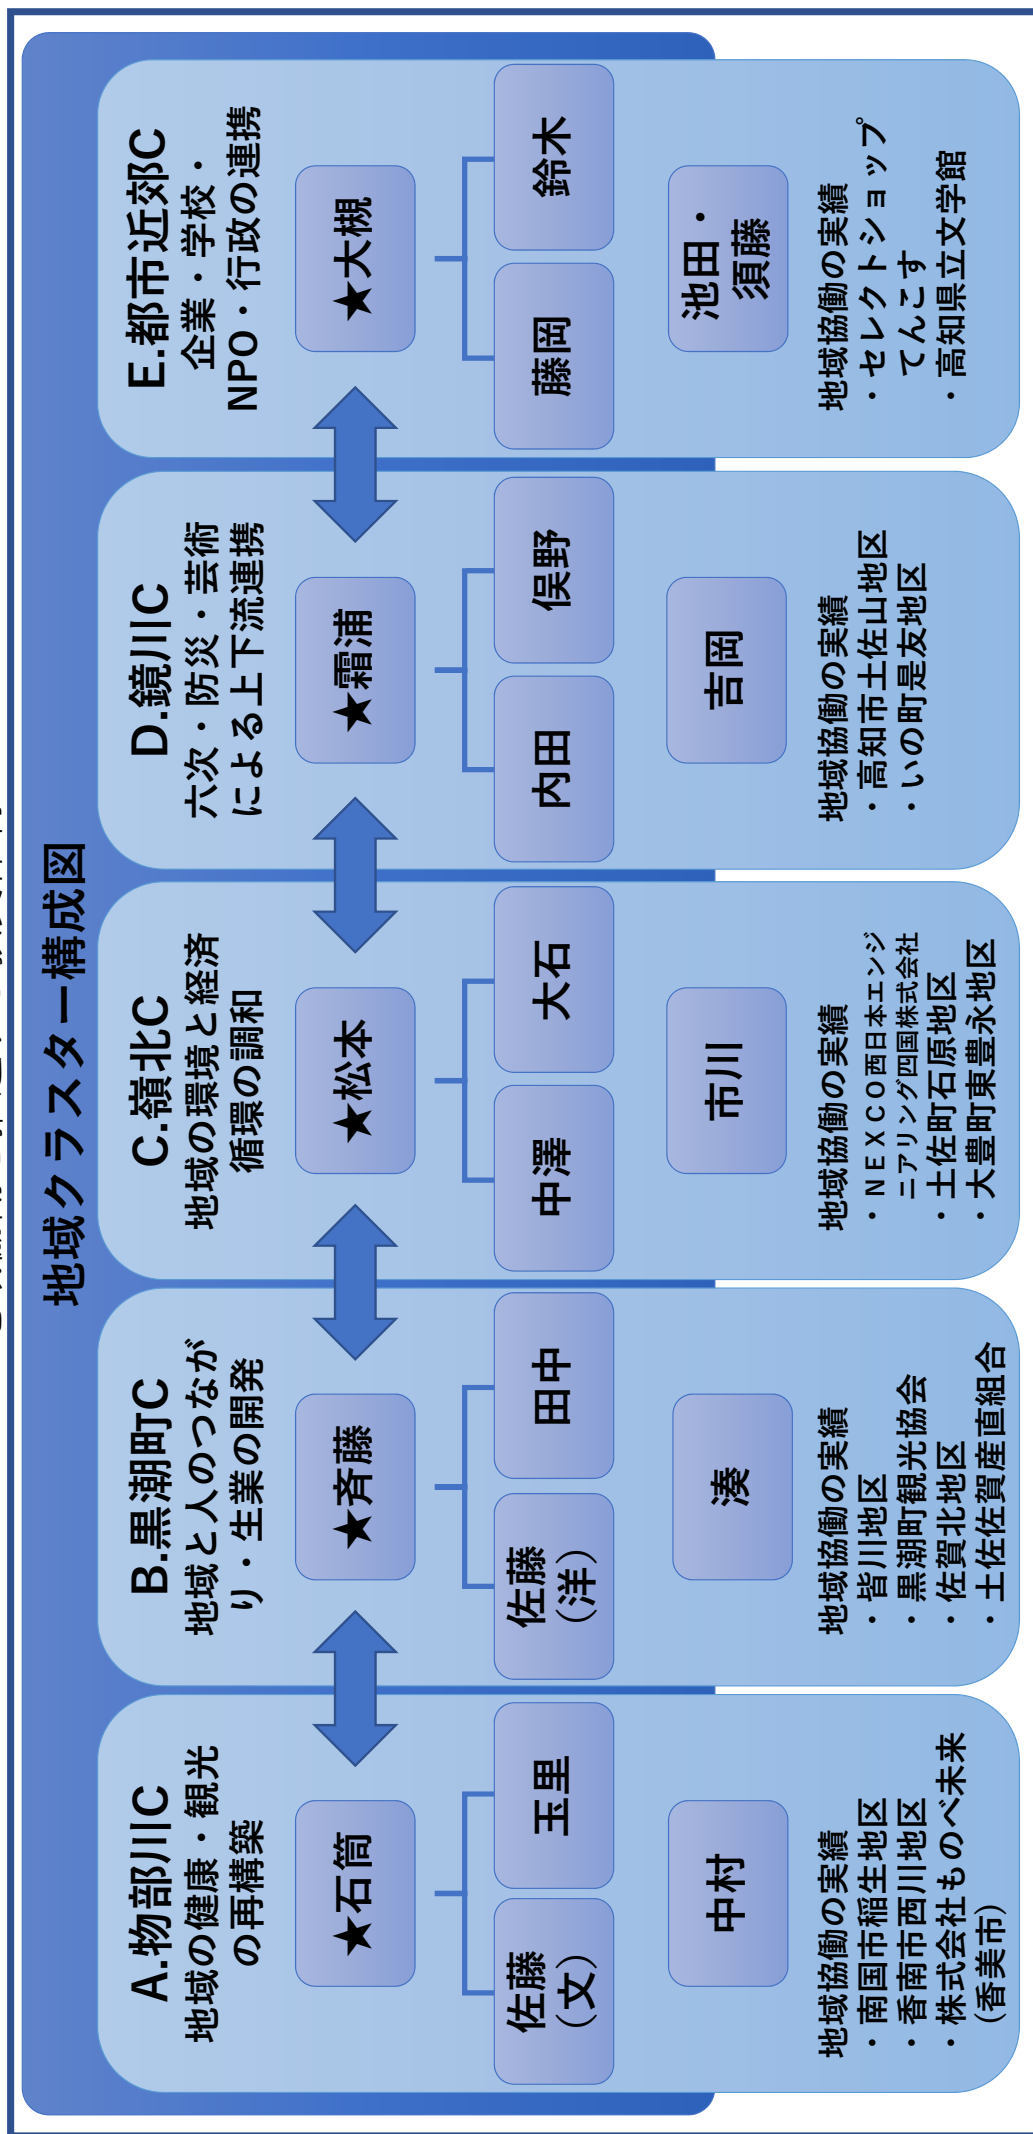 地域クラスター構成図
A.物部川C
地域の健康・観光
の再構築
★石筒
佐藤
(文)
玉里
中村
地域協働の実績
・南国市稲生地区
・香南市西川地区
・株式会社ものべ未来
(香美市)
B.黒潮町C
地域と人のつなが
り・生業の開発
★斉藤
佐藤
(洋)
田中
湊
地域協働の実績
・皆川地区
・黒潮町観光協会
・佐賀北地区
・土佐佐賀産直組合
C.嶺北C
地域の環境と経済
循環の調和
★松本
中澤
大石
市川
地域協働の実績
・NEXCO西日本エンジ
ニアリング四国株式会社
・土佐町石原地区
・大豊町東豊永地区
D.鏡川C
六次・防災・芸術
による上下流連携
★霜浦
内田
俣野
吉岡
地域協働の実績
・高知市土佐山地区
・いの町是友地区
E.都市近郊C
企業・学校・
NPO・行政の連携
★大槻
藤岡
鈴木
池田・
須藤
地域協働の実績
・セレクトショップ
てんこす
・高知県立文学館